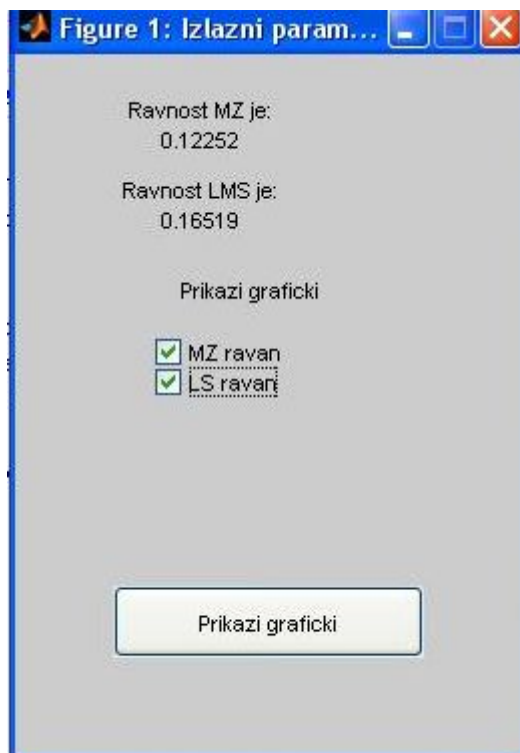 Figure 1: Izlazni param...
Ravnost MZ je:
0.12252
Ravnost LMS je:
0.16519
Prikazi graficki
MZ ravan
LS ravan
Prikazi graficki